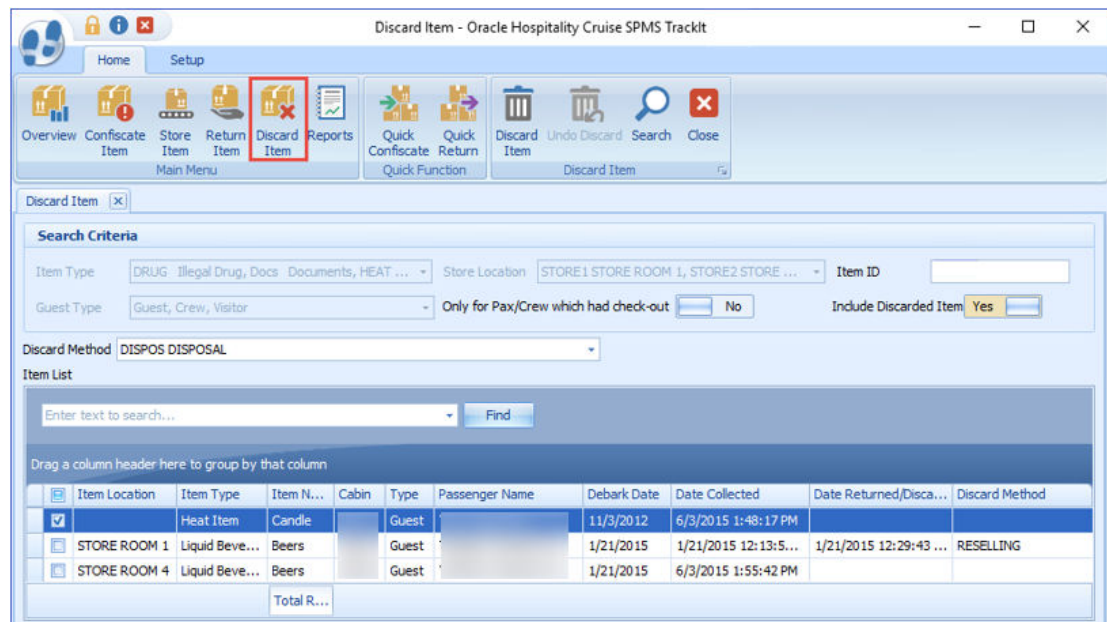 Discard Item - Oracle Hospitality Cruise SPMS TrackIt
Home Setup
Overview Confiscate Item Store Item Return Item Discard Item Reports Quick Confiscate Quick Return Discard Item Undo Discard Search Close
Main Menu Quick Function Discard Item
Discard Item
Search Criteria
Item Type DRUG Illegal Drug, Docs Documents, HEAT ... Store Location STORE1 STORE ROOM 1, STORE2 STORE ... Item ID
Guest Type Guest, Crew, Visitor Only for Pax/Crew which had check-out No Include Discarded Item Yes
Discard Method DISPOS DISPOSAL
Item List
Enter text to search... Find
Drag a column header here to group by that column
Item Location Item Type Item N... Cabin Type Passenger Name Debark Date Date Collected Date Returned/Disca... Discard Method
Heat Item Candle Guest 11/3/2012 6/3/2015 1:48:17 PM
STORE ROOM 1 Liquid Beve... Beers Guest 1/21/2015 1/21/2015 12:13:5... 1/21/2015 12:29:43 ... RESELLING
STORE ROOM 4 Liquid Beve... Beers Guest 1/21/2015 6/3/2015 1:55:42 PM
Total R...